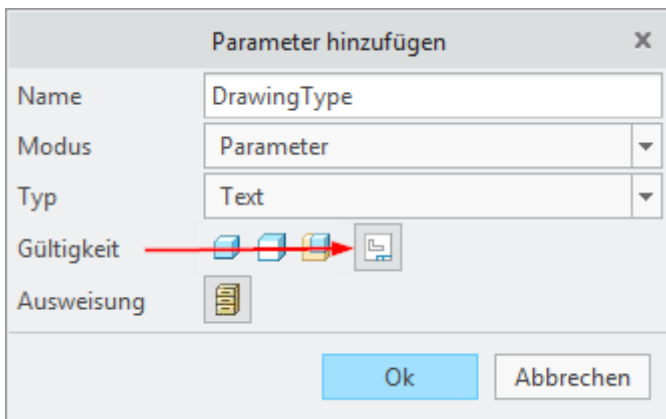 Parameter hinzufügen
Name DrawingType
Modus Parameter
Typ Text
Gültigkeit
Ausweisung
Ok Abbrechen